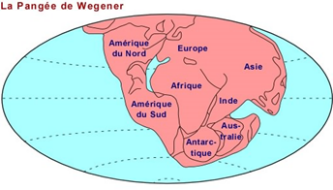 La Pangée de Wegener
Amérique
du Nord
Europe
Asie
Afrique
Amérique
du Sud
Inde
Aus-
tralie
Antarc-
tique